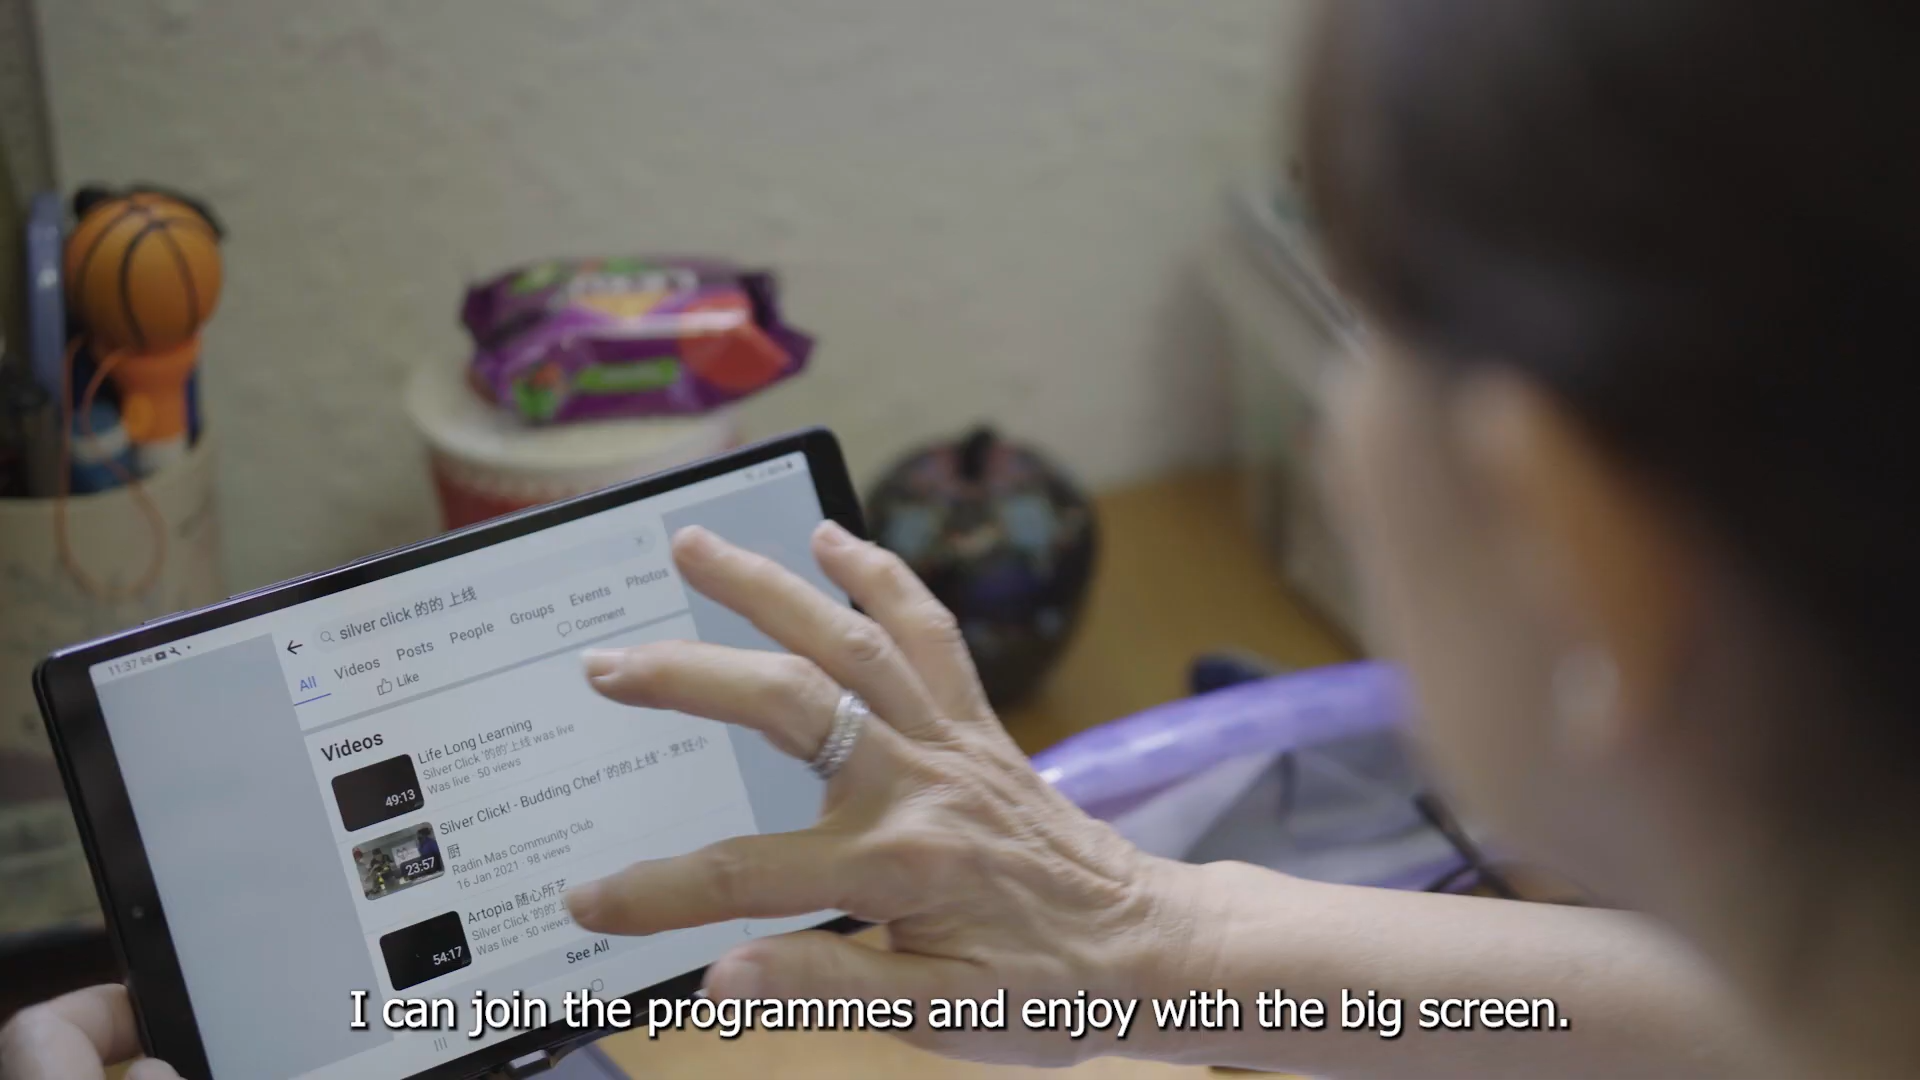 11:37
silver click 的的 上线
All Videos Posts People Groups Events Photos
Like Comment
Videos
Life Long Learning
Silver Click '的的'上线 was live
Was live · 50 views
49:13
Silver Click! - Budding Chef '的的上线' - 烹饪小
厨
Radin Mas Community Club
16 Jan 2021 · 98 views
23:57
Artopia 随心所艺
Silver Click '的的'上
Was live · 50 views
54:17
See All
I can join the programmes and enjoy with the big screen.